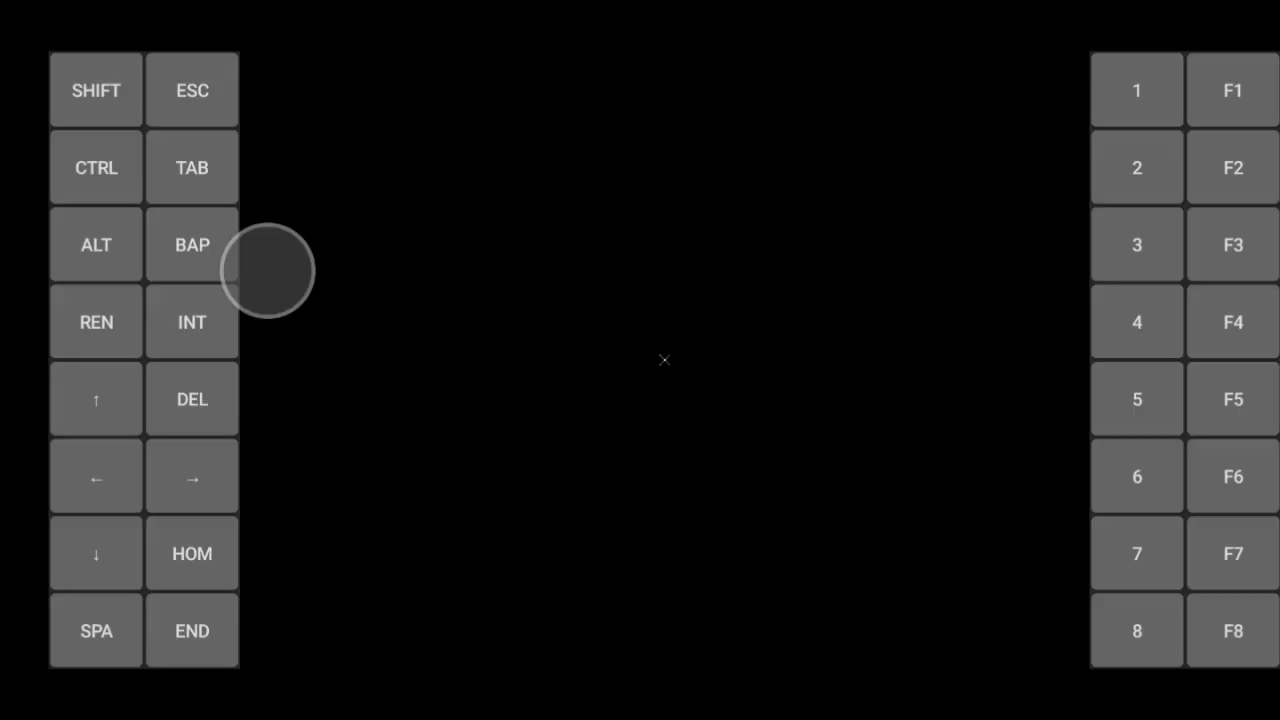 SHIFT ESC 1 F1
CTRL TAB 2 F2
ALT BAP 3 F3
REN INT 4 F4
↑ DEL 5 F5
← → 6 F6
↓ HOM 7 F7
SPA END 8 F8